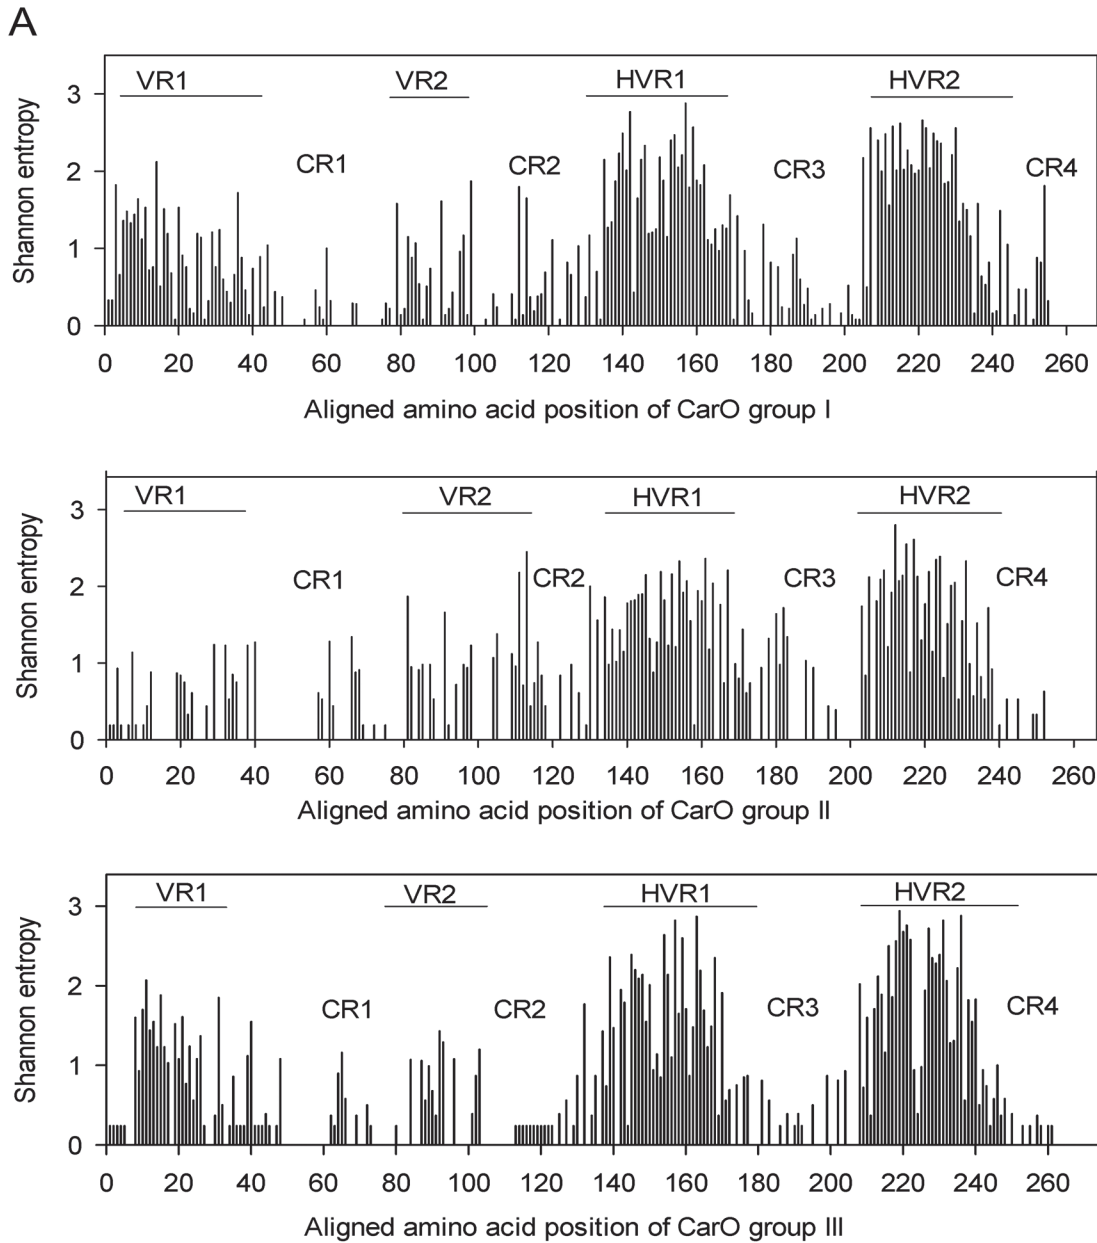 A
VR1 VR2 HVR1 HVR2
3
CR1 CR2 CR3 CR4
2
1
0
Shannon entropy
0 20 40 60 80 100 120 140 160 180 200 220 240 260
Aligned amino acid position of CarO group I
VR1 VR2 HVR1 HVR2
3
CR1 CR2 CR3 CR4
2
1
0
Shannon entropy
0 20 40 60 80 100 120 140 160 180 200 220 240 260
Aligned amino acid position of CarO group II
VR1 VR2 HVR1 HVR2
3
2
CR1 CR2 CR3 CR4
1
0
Shannon entropy
0 20 40 60 80 100 120 140 160 180 200 220 240 260
Aligned amino acid position of CarO group III